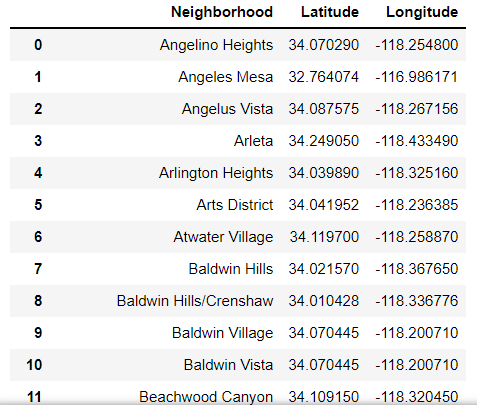 Neighborhood Latitude Longitude
0 Angelino Heights 34.070290 -118.254800
1 Angeles Mesa 32.764074 -116.986171
2 Angelus Vista 34.087575 -118.267156
3 Arleta 34.249050 -118.433490
4 Arlington Heights 34.039890 -118.325160
5 Arts District 34.041952 -118.236385
6 Atwater Village 34.119700 -118.258870
7 Baldwin Hills 34.021570 -118.367650
8 Baldwin Hills/Crenshaw 34.010428 -118.336776
9 Baldwin Village 34.070445 -118.200710
10 Baldwin Vista 34.070445 -118.200710
11 Beachwood Canyon 34.109150 -118.320450